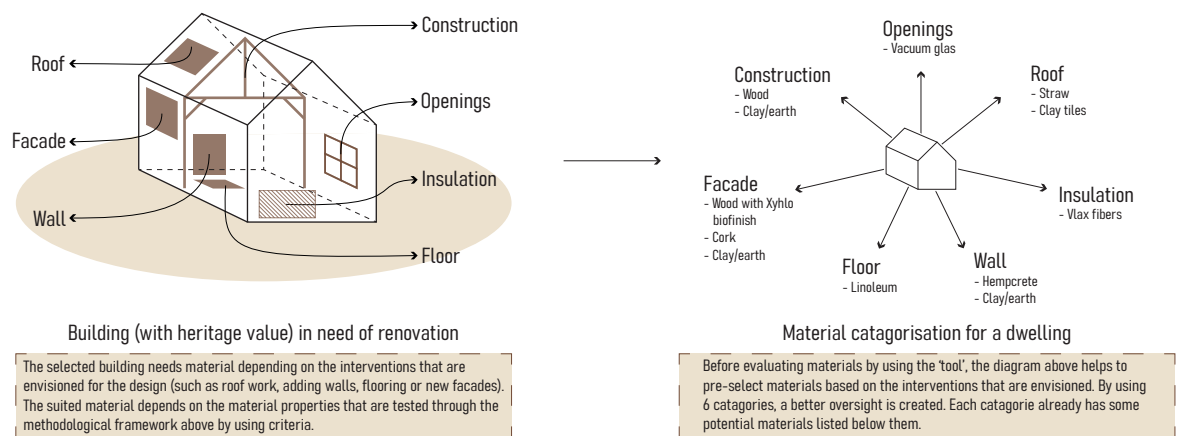 Construction
Roof
Openings
Facade
Insulation
Wall
Floor
Building (with heritage value) in need of renovation
The selected building needs material depending on the interventions that are
envisioned for the design (such as roof work, adding walls, flooring or new facades).
The suited material depends on the material properties that are tested through the
methodological framework above by using criteria.
Openings
- Vacuum glas
Construction
- Wood
- Clay/earth
Roof
- Straw
- Clay tiles
Facade
- Wood with Xyhlo
biofinish
- Cork
- Clay/earth
Insulation
- Vlax fibers
Floor
- Linoleum
Wall
- Hempcrete
- Clay/earth
Material catagorisation for a dwelling
Before evaluating materials by using the ‘tool’, the diagram above helps to
pre-select materials based on the interventions that are envisioned. By using
6 catagories, a better oversight is created. Each catagorie already has some
potential materials listed below them.